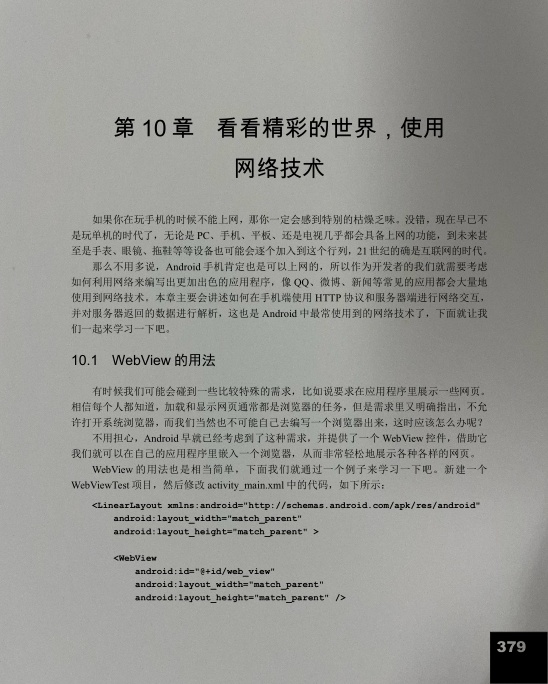 第 10 章　看看精彩的世界，使用
网络技术
如果你在玩手机的时候不能上网，那你一定会感到特别的枯燥乏味。没错，现在早已不
是玩单机的时代了，无论是 PC、手机、平板、还是电视几乎都会具备上网的功能，到未来甚
至是手表、眼镜、拖鞋等等设备也可能会逐个加入到这个行列，21 世纪的确是互联网的时代。
那么不用多说，Android 手机肯定也是可以上网的，所以作为开发者的我们就需要考虑
如何利用网络来编写出更加出色的应用程序，像 QQ、微博、新闻等常见的应用都会大量地
使用到网络技术。本章主要会讲述如何在手机端使用 HTTP 协议和服务器端进行网络交互，
并对服务器返回的数据进行解析，这也是 Android 中最常使用到的网络技术了，下面就让我
们一起来学习一下吧。
10.1　WebView 的用法
有时候我们可能会碰到一些比较特殊的需求，比如说要求在应用程序里展示一些网页。
相信每个人都知道，加载和显示网页通常都是浏览器的任务，但是需求里又明确指出，不允
许打开系统浏览器，而我们当然也不可能自己去编写一个浏览器出来，这时应该怎么办呢？
不用担心，Android 早就已经考虑到了这种需求，并提供了一个 WebView 控件，借助它
我们就可以在自己的应用程序里嵌入一个浏览器，从而非常轻松地展示各种各样的网页。
WebView 的用法也是相当简单，下面我们就通过一个例子来学习一下吧。新建一个
WebViewTest 项目，然后修改 activity_main.xml 中的代码，如下所示：
<LinearLayout xmlns:android="http://schemas.android.com/apk/res/android"
android:layout_width="match_parent"
android:layout_height="match_parent" >
<WebView
android:id="@+id/web_view"
android:layout_width="match_parent"
android:layout_height="match_parent" />
379